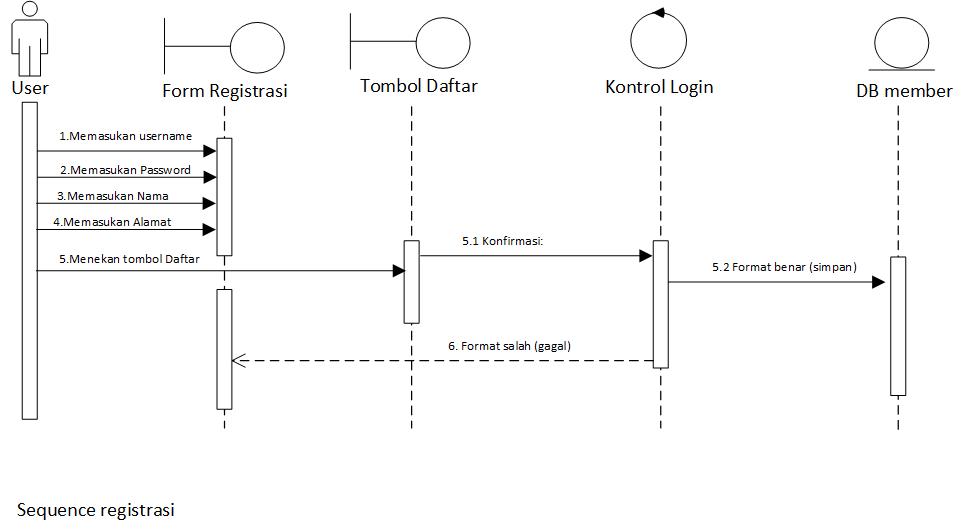 User
Form Registrasi
Tombol Daftar
Kontrol Login
DB member
1.Memasukan username
2.Memasukan Password
3.Memasukan Nama
4.Memasukan Alamat
5.Menekan tombol Daftar
5.1 Konfirmasi:
5.2 Format benar (simpan)
6. Format salah (gagal)
Sequence registrasi